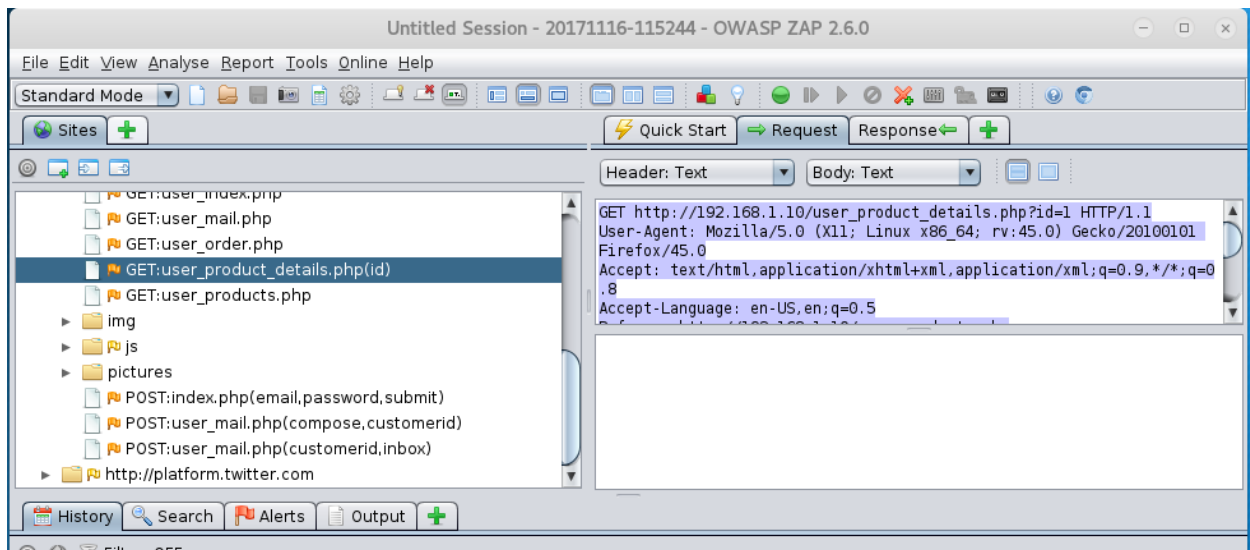 Untitled Session - 20171116-115244 - OWASP ZAP 2.6.0
File Edit View Analyse Report Tools Online Help
Standard Mode
Sites
Quick Start Request Response
Header: Text Body: Text
GET:user_index.php
GET:user_mail.php
GET:user_order.php
GET:user_product_details.php(id)
GET:user_products.php
img
js
pictures
POST:index.php(email,password,submit)
POST:user_mail.php(compose,customerid)
POST:user_mail.php(customerid,inbox)
http://platform.twitter.com
GET http://192.168.1.10/user_product_details.php?id=1 HTTP/1.1
User-Agent: Mozilla/5.0 (X11; Linux x86_64; rv:45.0) Gecko/20100101
Firefox/45.0
Accept: text/html,application/xhtml+xml,application/xml;q=0.9,*/*;q=0
.8
Accept-Language: en-US,en;q=0.5
History Search Alerts Output